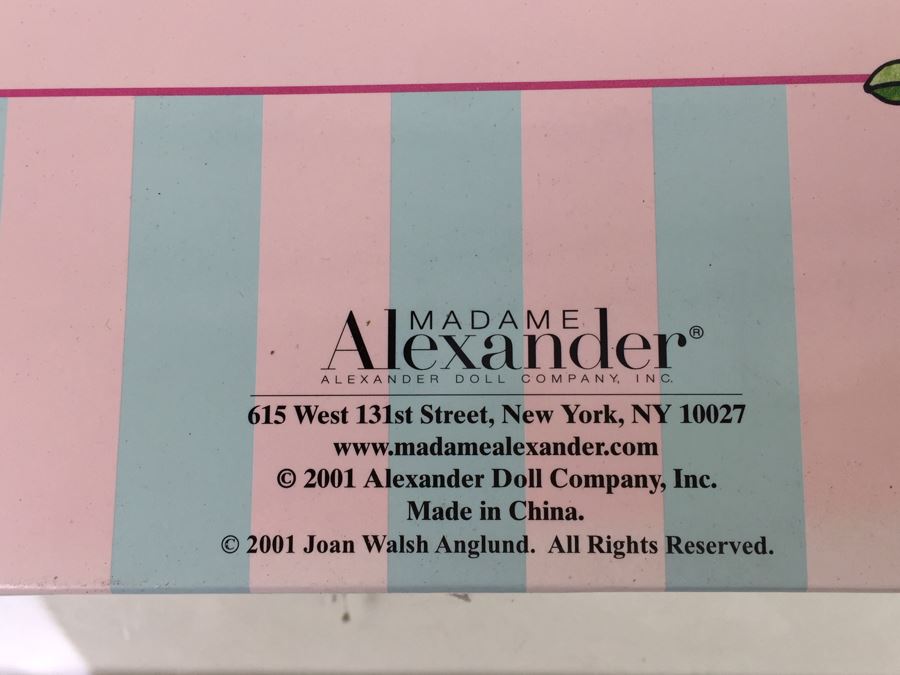 MADAME
Alexander®
ALEXANDER DOLL COMPANY, INC.
615 West 131st Street, New York, NY 10027
www.madamealexander.com
© 2001 Alexander Doll Company, Inc.
Made in China.
© 2001 Joan Walsh Anglund.  All Rights Reserved.